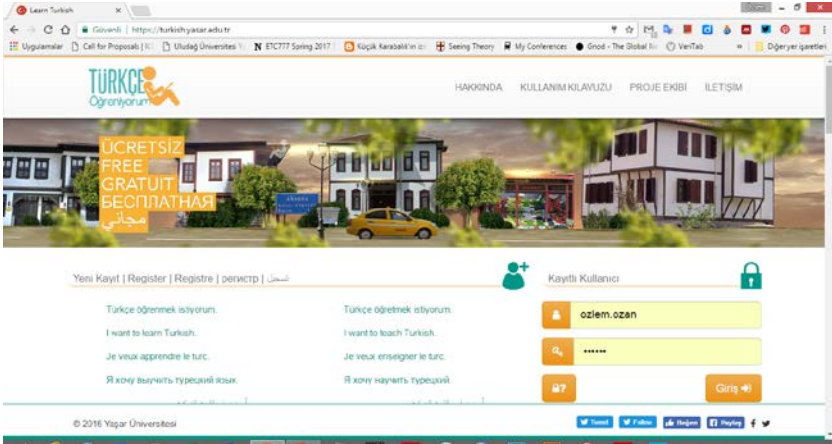 Learn Turkish
Güvenli | https://turkish.yasar.edu.tr
Uygulamalar
Call for Proposals |
Uludağ Üniversitesi
ETC777 Spring 2017
Küçük Karabalık'ın
Seeing Theory
My Conferences
Gnod - The Global
VeriTab
»
Diğer yer işaretleri
TÜRKÇE
Öğreniyorum
HAKKINDA
KULLANIM KILAVUZU
PROJE EKİBİ
İLETİŞİM
ÜCRETSİZ
FREE
GRATUIT
БЕСПЛАТНАЯ
مجاني
Yeni Kayıt | Register | Registre | регистр | تسجيل
Kayıtlı Kullanıcı
Türkçe öğrenmek istiyorum.
Türkçe öğretmek istiyorum.
I want to learn Turkish.
I want to teach Turkish.
Je veux apprendre le turc.
Je veux enseigner le turc.
Я хочу выучить турецкий язык.
Я хочу научить турецкий.
ozlem.ozan
••••••
Giriş
© 2016 Yaşar Üniversitesi
Tweet
Follow
Beğen
Paylaş